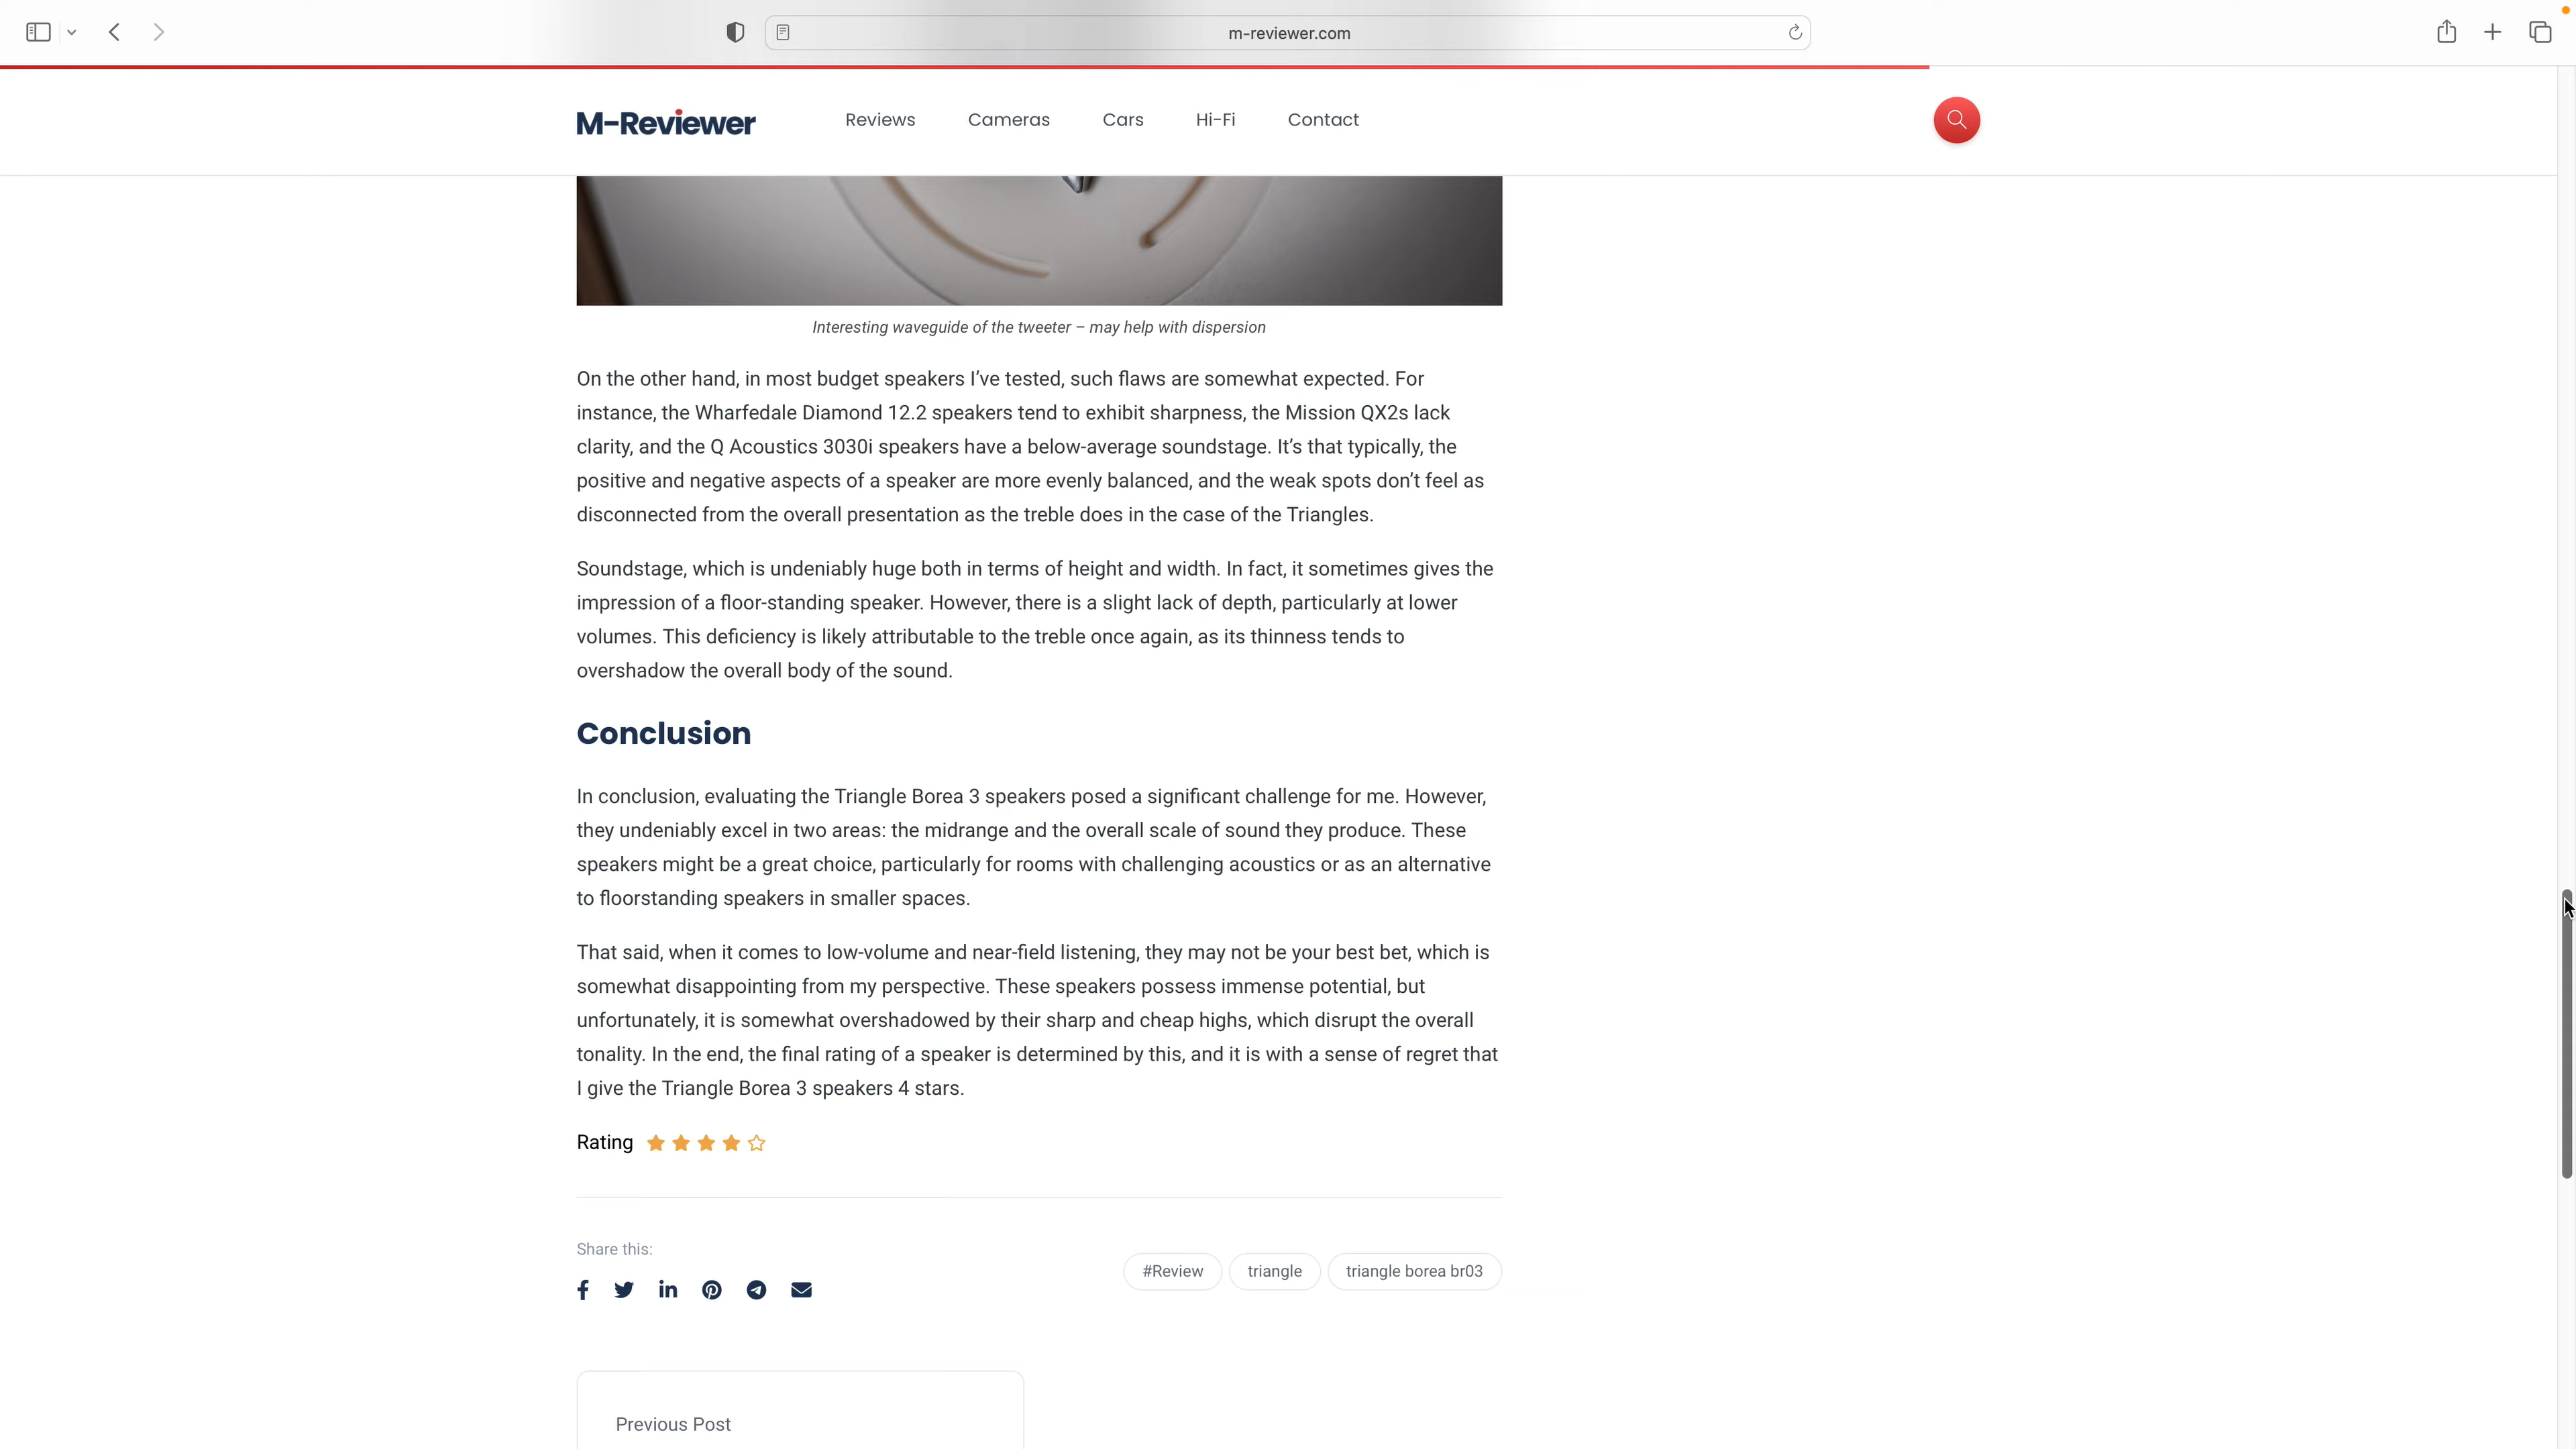 m-reviewer.com
M-Reviewer
Reviews
Cameras
Cars
Hi-Fi
Contact
Interesting waveguide of the tweeter – may help with dispersion
On the other hand, in most budget speakers I’ve tested, such flaws are somewhat expected. For
instance, the Wharfedale Diamond 12.2 speakers tend to exhibit sharpness, the Mission QX2s lack
clarity, and the Q Acoustics 3030i speakers have a below-average soundstage. It’s that typically, the
positive and negative aspects of a speaker are more evenly balanced, and the weak spots don’t feel as
disconnected from the overall presentation as the treble does in the case of the Triangles.
Soundstage, which is undeniably huge both in terms of height and width. In fact, it sometimes gives the
impression of a floor-standing speaker. However, there is a slight lack of depth, particularly at lower
volumes. This deficiency is likely attributable to the treble once again, as its thinness tends to
overshadow the overall body of the sound.
Conclusion
In conclusion, evaluating the Triangle Borea 3 speakers posed a significant challenge for me. However,
they undeniably excel in two areas: the midrange and the overall scale of sound they produce. These
speakers might be a great choice, particularly for rooms with challenging acoustics or as an alternative
to floorstanding speakers in smaller spaces.
That said, when it comes to low-volume and near-field listening, they may not be your best bet, which is
somewhat disappointing from my perspective. These speakers possess immense potential, but
unfortunately, it is somewhat overshadowed by their sharp and cheap highs, which disrupt the overall
tonality. In the end, the final rating of a speaker is determined by this, and it is with a sense of regret that
I give the Triangle Borea 3 speakers 4 stars.
Rating
Share this:
#Review
triangle
triangle borea br03
Previous Post